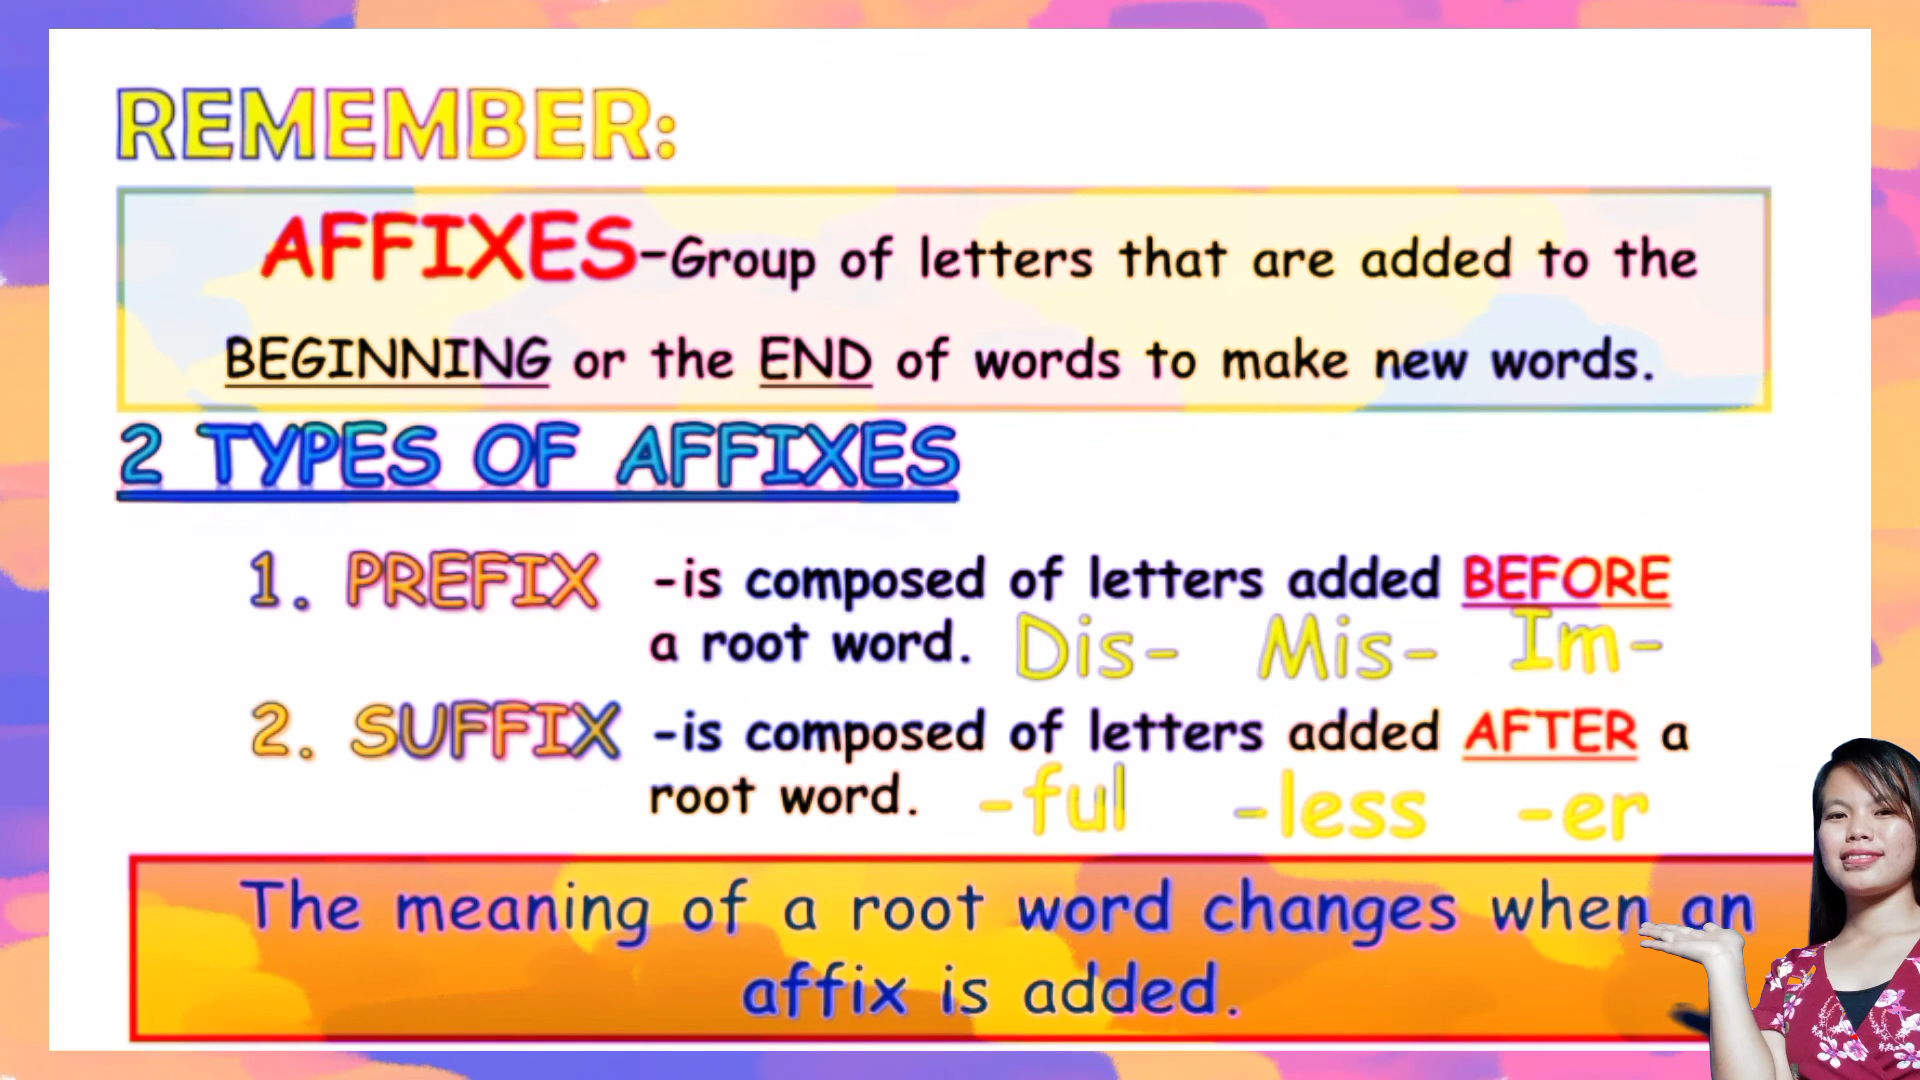 REMEMBER:
AFFIXES-Group of letters that are added to the
BEGINNING or the END of words to make new words.
2 TYPES OF AFFIXES
1. PREFIX -is composed of letters added BEFORE
a root word. Dis- Mis- Im-
2. SUFFIX -is composed of letters added AFTER a
root word. -ful -less -er
The meaning of a root word changes when an
affix is added.